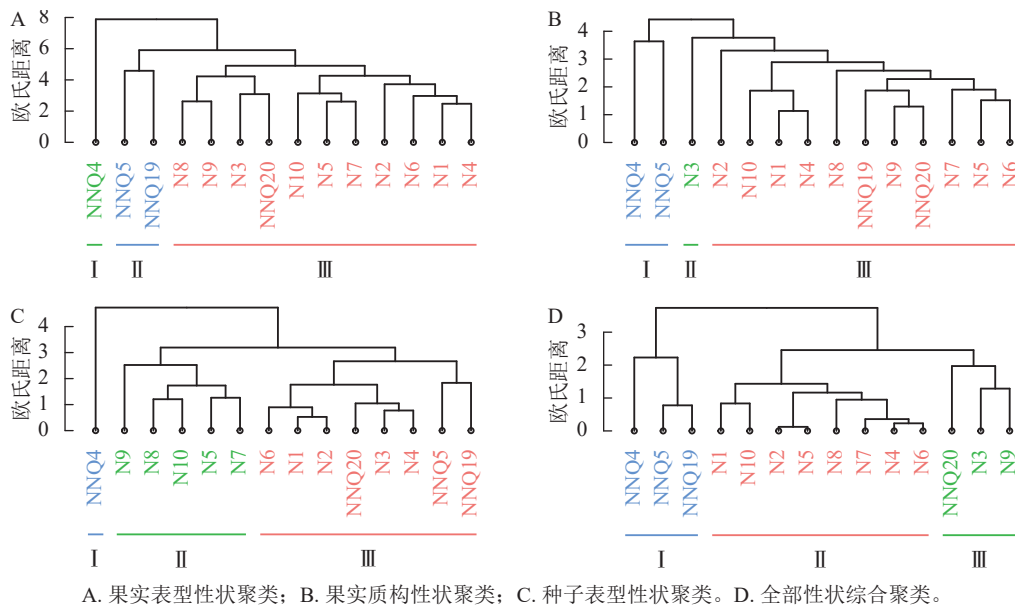 A
欧氏距离
8
6
4
2
0
NNQ4 NNQ5 NNQ19 N8 N9 N3 NNQ20 N10 N5 N7 N2 N6 N1 N4
Ⅰ Ⅱ Ⅲ
B
欧氏距离
4
3
2
1
0
NNQ4 NNQ5 N3 N2 N10 N1 N4 N8 NNQ19 N9 NNQ20 N7 N5 N6
Ⅰ Ⅱ Ⅲ
C
欧氏距离
4
3
2
1
0
NNQ4 N9 N8 N10 N5 N7 N6 N1 N2 NNQ20 N3 N4 NNQ5 NNQ19
Ⅰ Ⅱ Ⅲ
D
欧氏距离
3
2
1
0
NNQ4 NNQ5 NNQ19 N1 N10 N2 N5 N8 N7 N4 N6 NNQ20 N3 N9
Ⅰ Ⅱ Ⅲ
A. 果实表型性状聚类；B. 果实质构性状聚类；C. 种子表型性状聚类。D. 全部性状综合聚类。